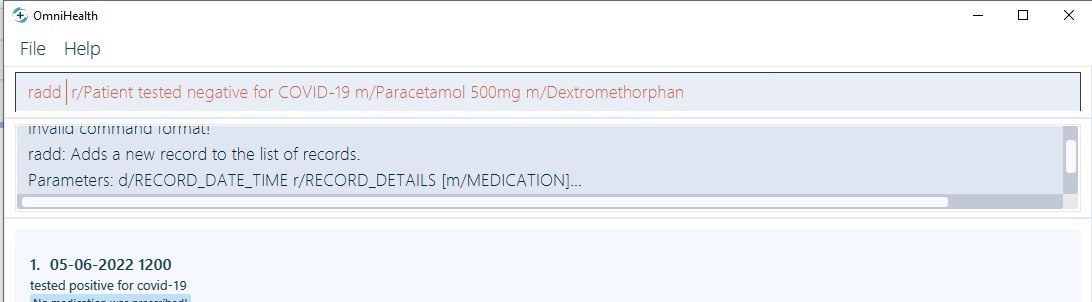 OmniHealth
File Help
radd r/Patient tested negative for COVID-19 m/Paracetamol 500mg m/Dextromethorphan
Invalid command format!
radd: Adds a new record to the list of records.
Parameters: d/RECORD_DATE_TIME r/RECORD_DETAILS [m/MEDICATION]...
1. 05-06-2022 1200
tested positive for covid-19
No medication was prescribed!